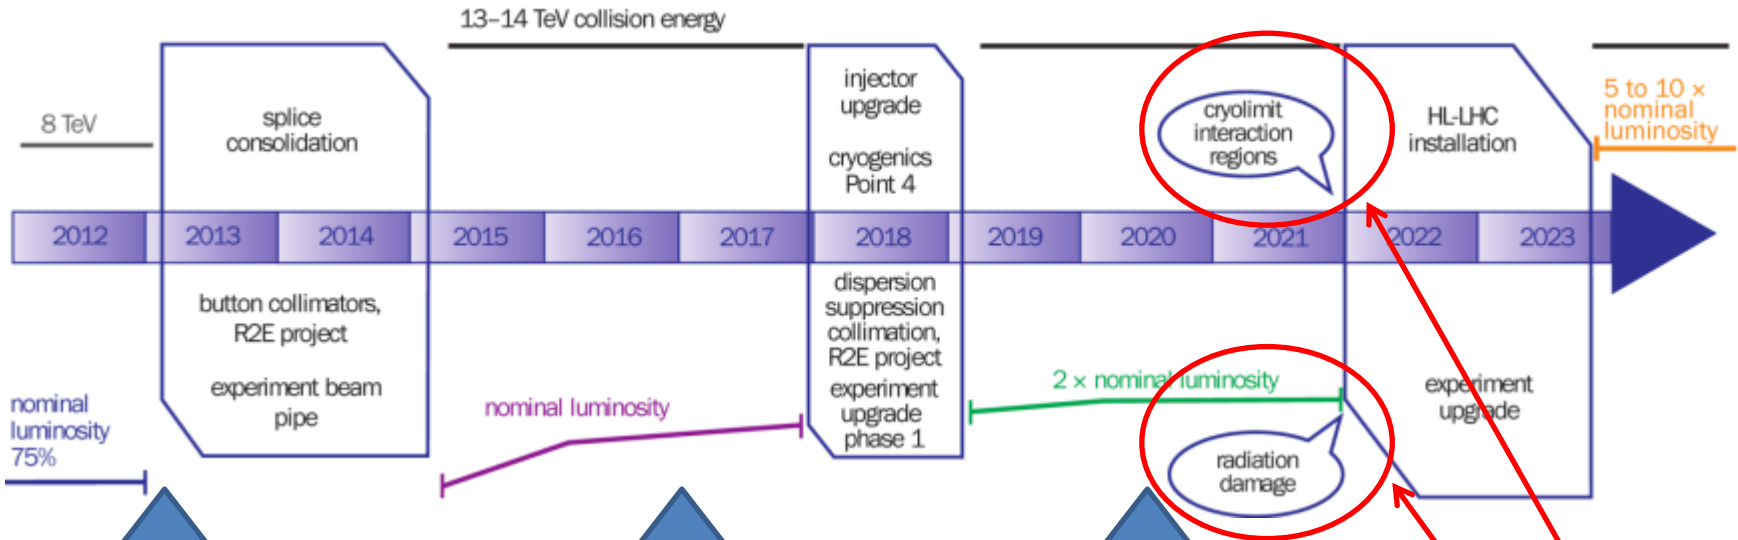 13–14 TeV collision energy
8 TeV
splice
consolidation
injector
upgrade
cryogenics
Point 4
cryolimit
interaction
regions
HL-LHC
installation
5 to 10 ×
nominal
luminosity
2012
2013
2014
2015
2016
2017
2018
2019
2020
2021
2022
2023
nominal
luminosity
75%
button collimators,
R2E project
experiment beam
pipe
nominal luminosity
dispersion
suppression
collimation,
R2E project
experiment
upgrade
phase 1
2 × nominal luminosity
radiation
damage
experiment
upgrade